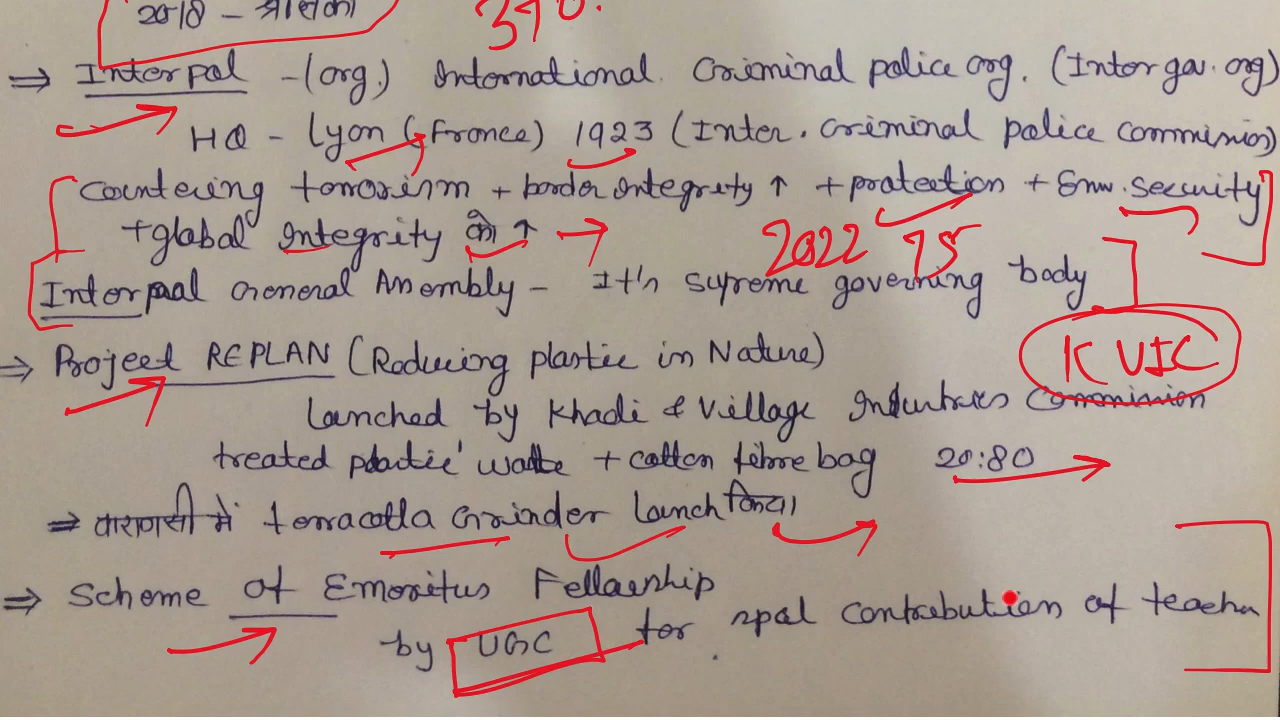 2018 - श्रीलंका
370.
⇒ Interpol - (org.) International Criminal police org. (Inter gov. org)
HQ - Lyon (France) 1923 (Inter. criminal police commission)
countering terrorism + border integrity ↑ + protection + Env. security
+ global integrity को ↑ →
2022 75
Interpol General Assembly - It's supreme governing body
⇒ Project REPLAN (Reducing plastic in Nature)
KVIC
Launched by Khadi & Village Industries Commission
treated plastic waste + cotton fibre bag 20:80
⇒ वाराणसी में terracotta Grinder launch किया
⇒ Scheme of Emeritus Fellowship
by UGC for spcl contribution of teacher